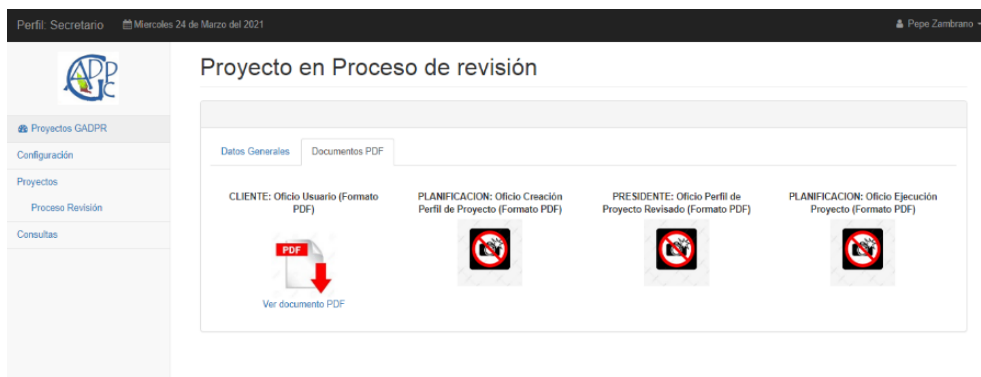 Perfil: Secretario Miercoles 24 de Marzo del 2021 Pepe Zambrano
Proyecto en Proceso de revisión
Proyectos GADPR
Configuración
Proyectos
Proceso Revisión
Consultas
Datos Generales Documentos PDF
CLIENTE: Oficio Usuario (Formato
PDF)
PDF
Ver documento PDF
PLANIFICACION: Oficio Creación
Perfil de Proyecto (Formato PDF)
PRESIDENTE: Oficio Perfil de
Proyecto Revisado (Formato PDF)
PLANIFICACION: Oficio Ejecución
Proyecto (Formato PDF)